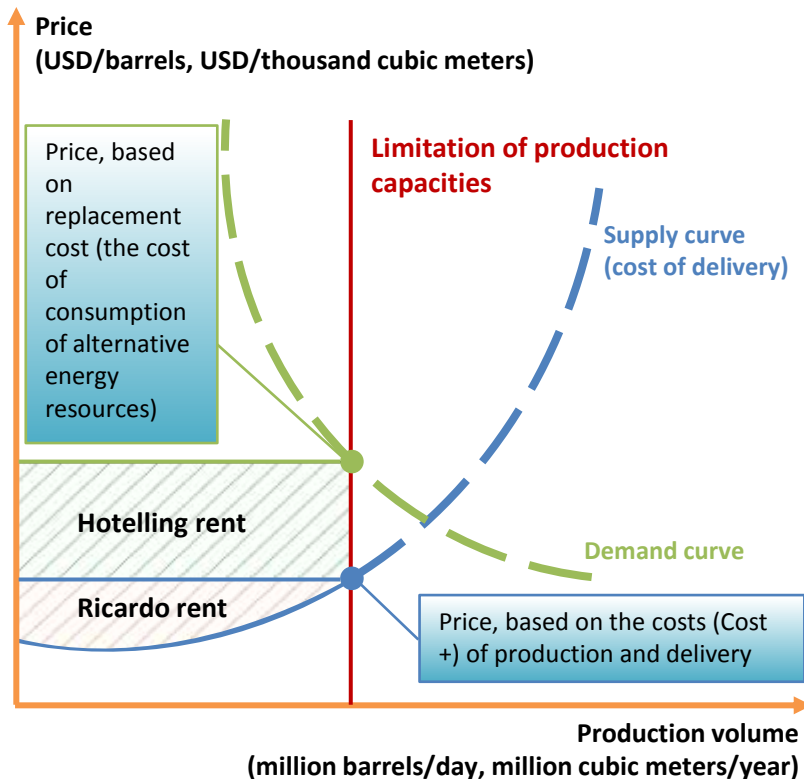 Price
(USD/barrels, USD/thousand cubic meters)
Price, based
on
replacement
cost (the cost
of
consumption
of alternative
energy
resources)
Limitation of production
capacities
Supply curve
(cost of delivery)
Hotelling rent
Demand curve
Ricardo rent
Price, based on the costs (Cost
+) of production and delivery
Production volume
(million barrels/day, million cubic meters/year)